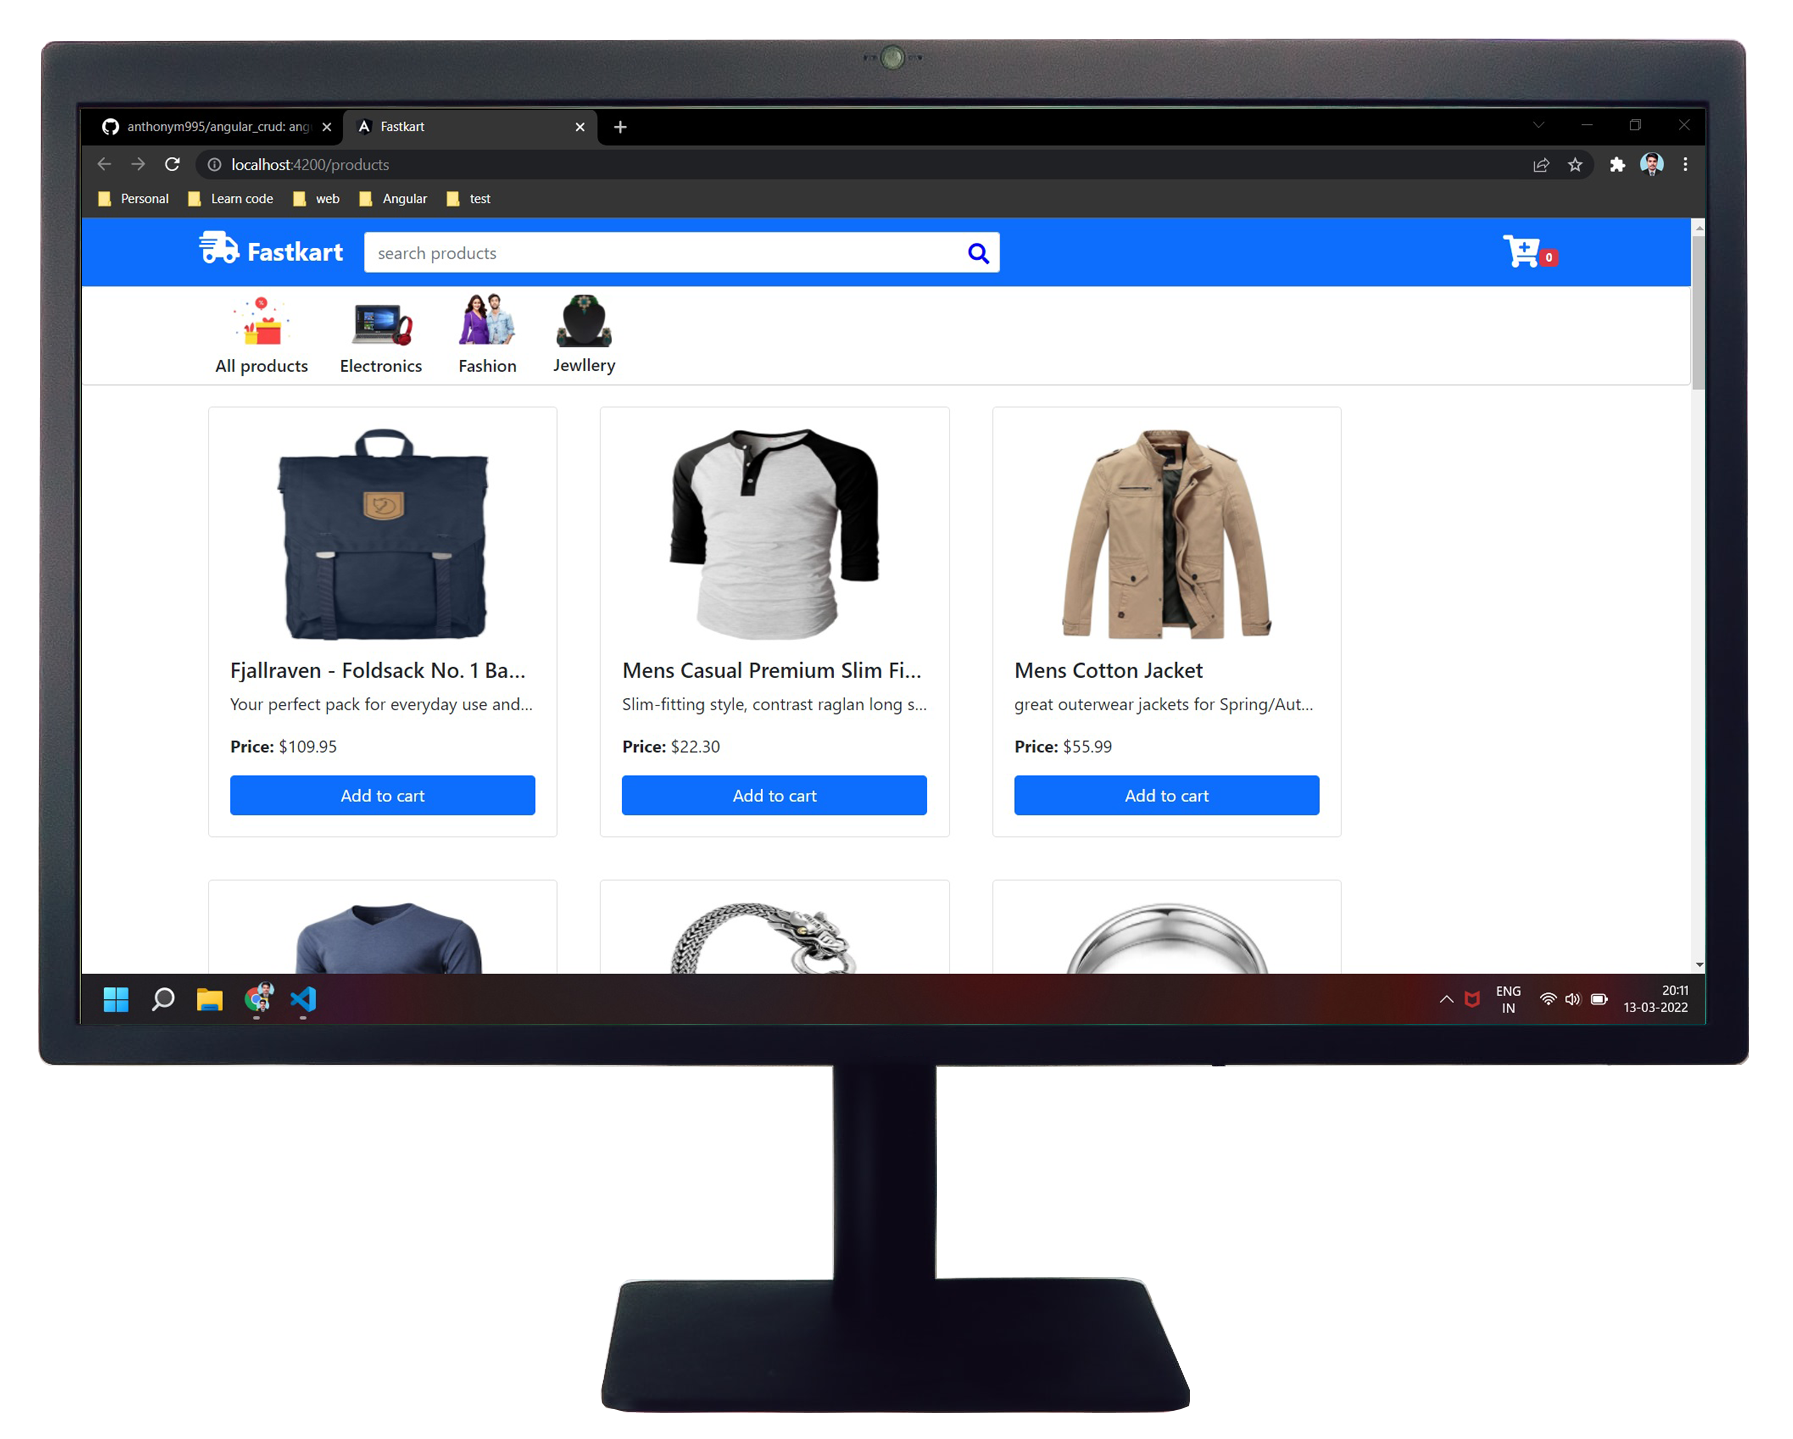 anthonym995/angular_crud: ang
Fastkart
localhost:4200/products
Personal
Learn code
web
Angular
test
Fastkart
search products
0
All products
Electronics
Fashion
Jewllery
Fjallraven - Foldsack No. 1 Ba...
Your perfect pack for everyday use and...
Price: $109.95
Add to cart
Mens Casual Premium Slim Fi...
Slim-fitting style, contrast raglan long s...
Price: $22.30
Add to cart
Mens Cotton Jacket
great outerwear jackets for Spring/Aut...
Price: $55.99
Add to cart
ENG
IN
20:11
13-03-2022